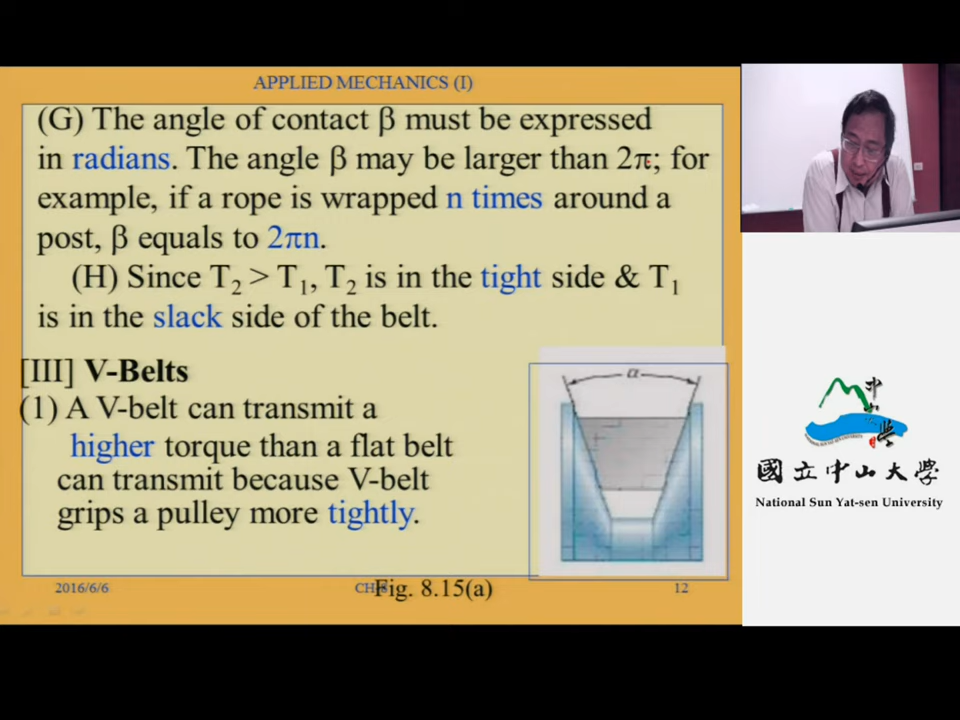 APPLIED MECHANICS (I)
(G) The angle of contact β must be expressed
in radians. The angle β may be larger than 2π; for
example, if a rope is wrapped n times around a
post, β equals to 2πn.
(H) Since T₂ > T₁, T₂ is in the tight side & T₁
is in the slack side of the belt.
[III] V-Belts
(1) A V-belt can transmit a
higher torque than a flat belt
can transmit because V-belt
grips a pulley more tightly.
α
2016/6/6
Fig. 8.15(a)
12
中山大學
國立中山大學
National Sun Yat-sen University